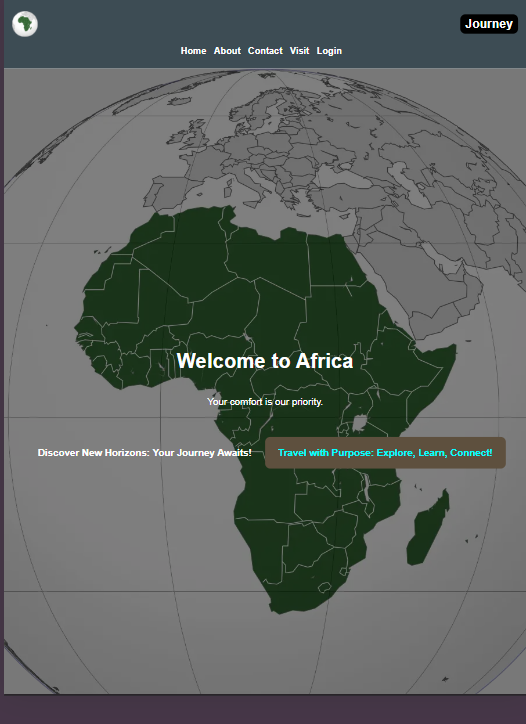 Journey
Home About Contact Visit Login
Welcome to Africa
Your comfort is our priority.
Discover New Horizons: Your Journey Awaits! Travel with Purpose: Explore, Learn, Connect!